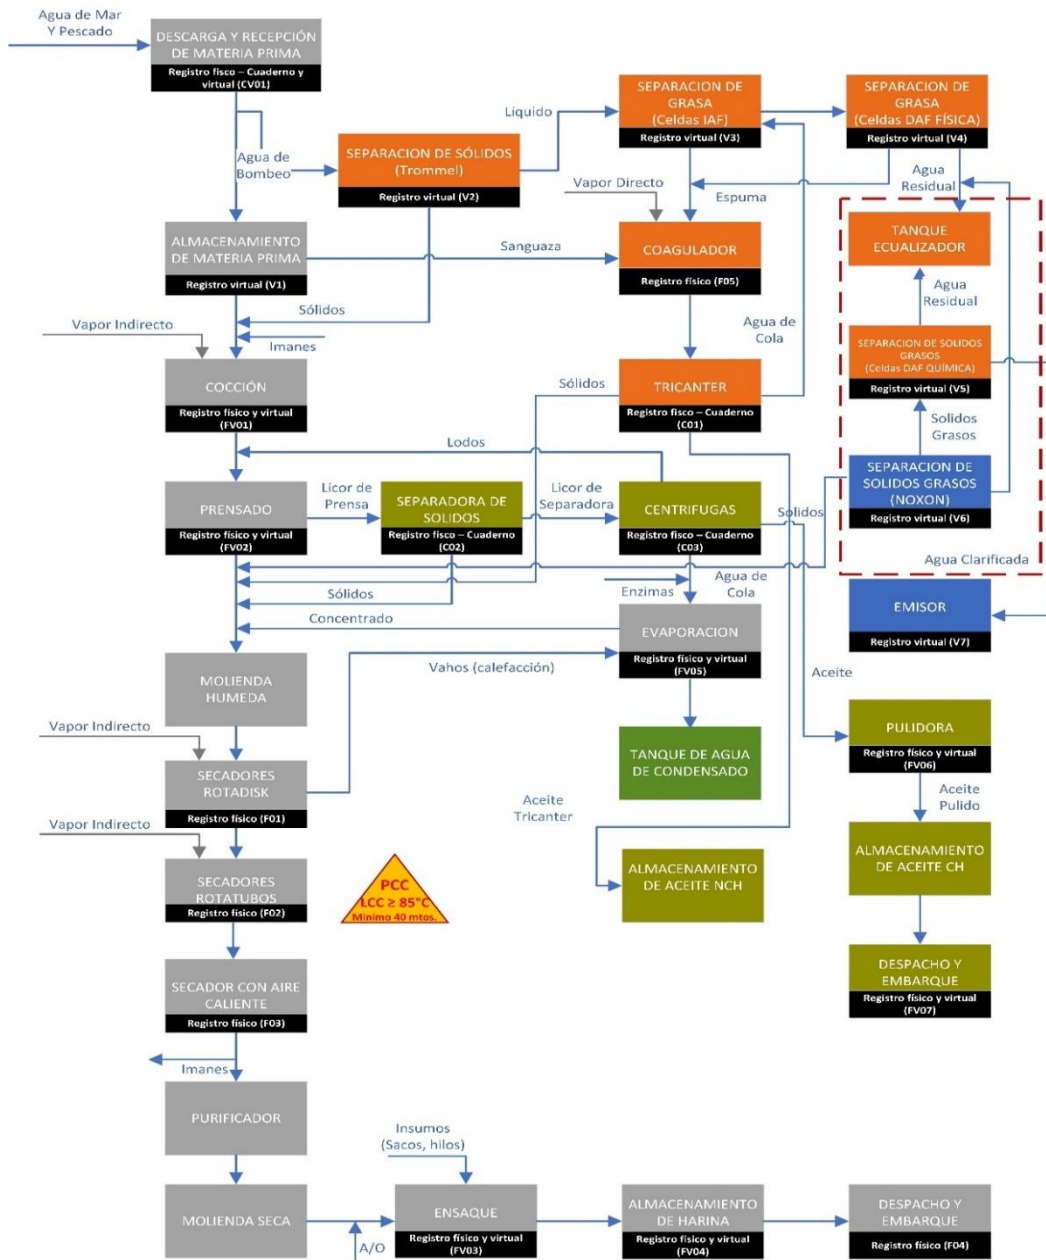 Agua de Mar
Y Pescado
DESCARGA Y RECEPCIÓN
DE MATERIA PRIMA
Registro fisco – Cuaderno y
virtual (CV01)
Agua de
Bombeo
SEPARACION DE SÓLIDOS
(Trommel)
Registro virtual (V2)
Líquido
SEPARACION DE
GRASA
(Celdas IAF)
Registro virtual (V3)
SEPARACION DE
GRASA
(Celdas DAF FÍSICA)
Registro virtual (V4)
Vapor Directo
Espuma
Agua
Residual
ALMACENAMIENTO
DE MATERIA PRIMA
Registro virtual (V1)
Sanguaza
COAGULADOR
Registro físico (F05)
TANQUE
ECUALIZADOR
Agua
Residual
Vapor Indirecto
Sólidos
Imanes
Agua de
Cola
COCCIÓN
Registro físico y virtual
(FV01)
Sólidos
TRICANTER
Registro fisco – Cuaderno
(C01)
SEPARACION DE SOLIDOS
GRASOS
(Celdas DAF QUÍMICA)
Registro virtual (V5)
Solidos
Grasos
Lodos
PRENSADO
Registro físico y virtual
(FV02)
Licor de
Prensa
SEPARADORA DE
SOLIDOS
Registro fisco – Cuaderno
(C02)
Licor de
Separadora
CENTRIFUGAS
Registro fisco – Cuaderno
(C03)
Sólidos
SEPARACION DE
SOLIDOS GRASOS
(NOXON)
Registro virtual (V6)
Agua Clarificada
Sólidos
Enzimas
Agua de
Cola
Concentrado
EVAPORACION
Registro físico y virtual
(FV05)
EMISOR
Registro virtual (V7)
MOLIENDA
HUMEDA
Vahos (calefacción)
Aceite
Vapor Indirecto
SECADORES
ROTADISK
Registro físico (F01)
TANQUE DE AGUA
DE CONDENSADO
PULIDORA
Registro físico y virtual
(FV06)
Aceite
Pulido
Vapor Indirecto
Aceite
Tricanter
SECADORES
ROTATUBOS
Registro físico (F02)
PCC
LCC ≥ 85°C
Mínimo 40 mtos.
ALMACENAMIENTO
DE ACEITE NCH
ALMACENAMIENTO
DE ACEITE CH
SECADOR CON AIRE
CALIENTE
Registro físico (F03)
DESPACHO Y
EMBARQUE
Registro físico y virtual
(FV07)
Imanes
PURIFICADOR
MOLIENDA SECA
A/O
Insumos
(Sacos, hilos)
ENSAQUE
Registro físico y virtual
(FV03)
ALMACENAMIENTO
DE HARINA
Registro físico y virtual
(FV04)
DESPACHO Y
EMBARQUE
Registro físico (F04)